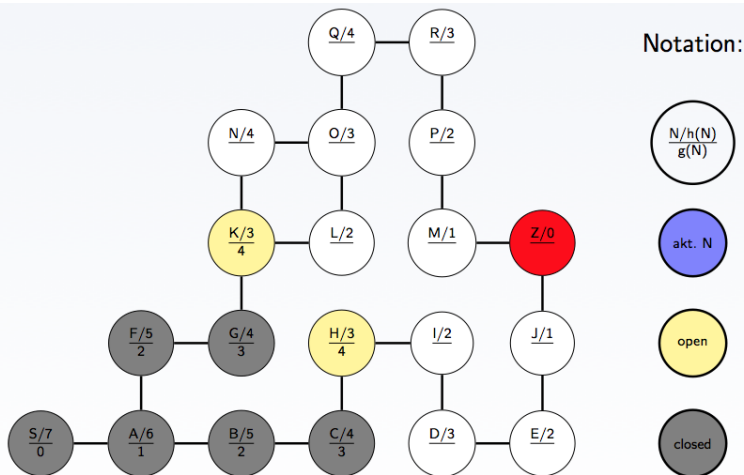 Q/4
R/3
Notation:
N/4
O/3
P/2
N/h(N)
g(N)
K/3
4
L/2
M/1
Z/0
akt. N
F/5
2
G/4
3
H/3
4
I/2
J/1
open
S/7
0
A/6
1
B/5
2
C/4
3
D/3
E/2
closed